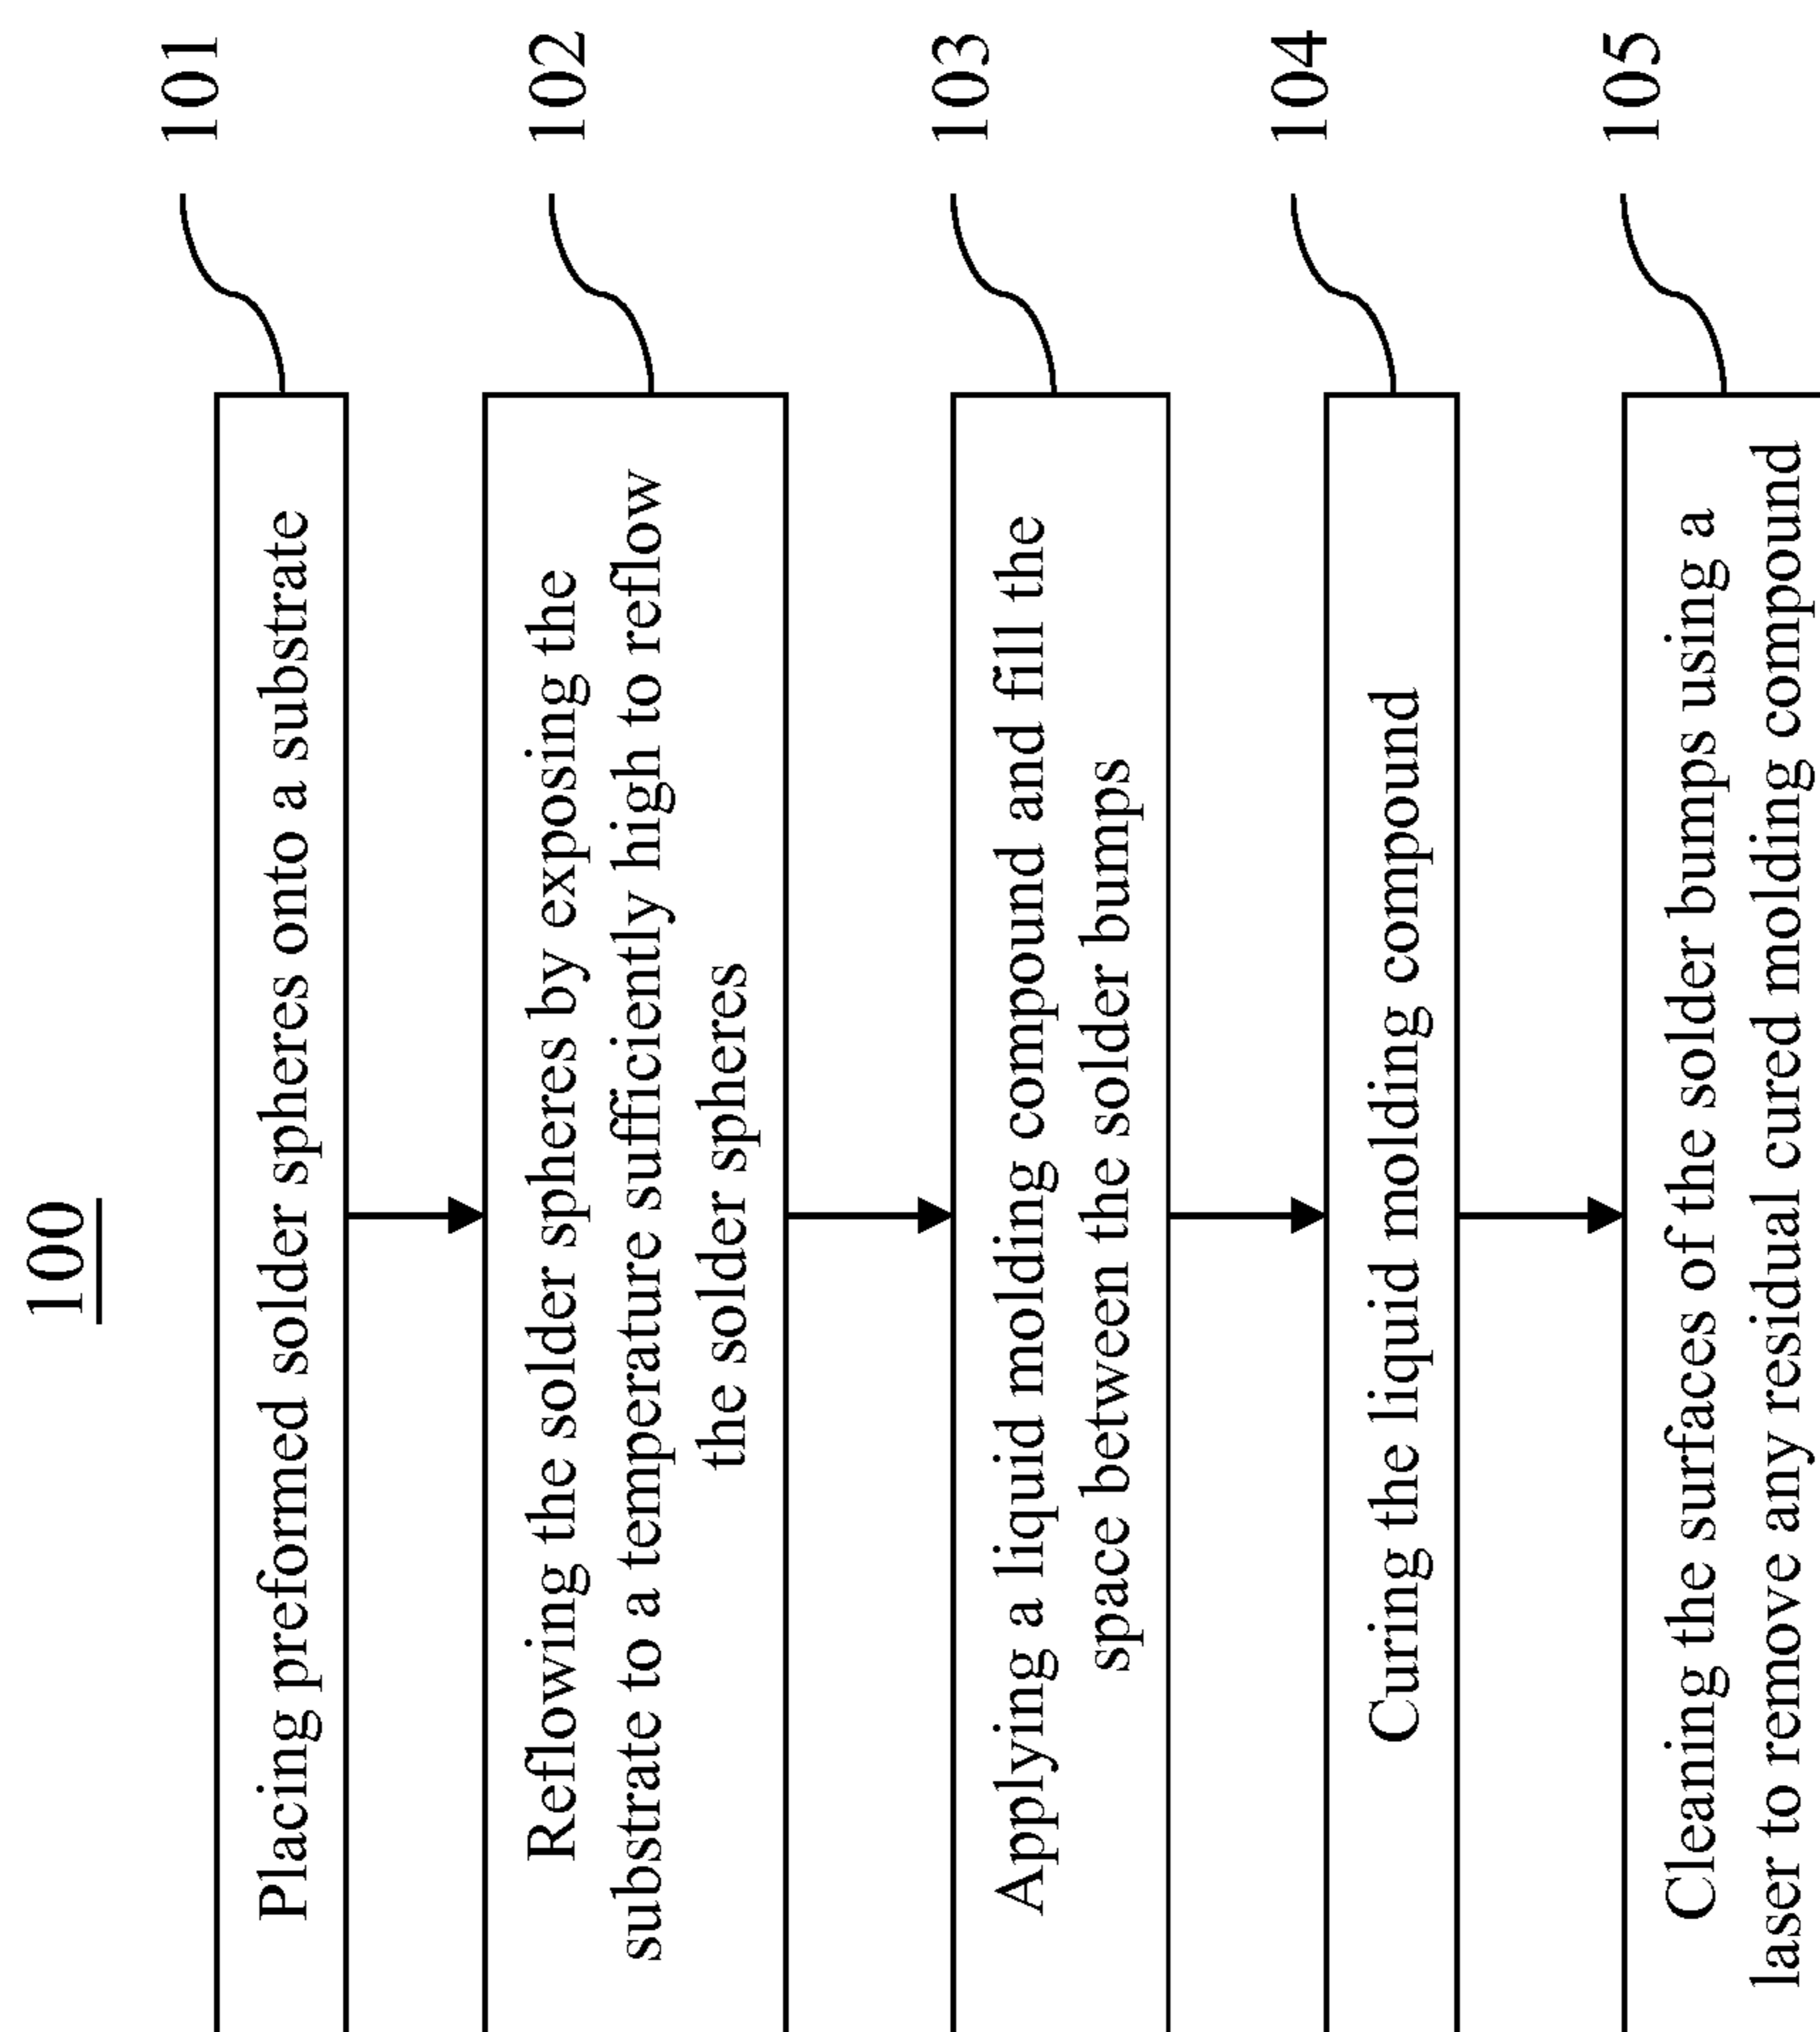 100
Placing preformed solder spheres onto a substrate
101
Reflowing the solder spheres by exposing the
substrate to a temperature sufficiently high to reflow
the solder spheres
102
Applying a liquid molding compound and fill the
space between the solder bumps
103
Curing the liquid molding compound
104
Cleaning the surfaces of the solder bumps using a
laser to remove any residual cured molding compound
105